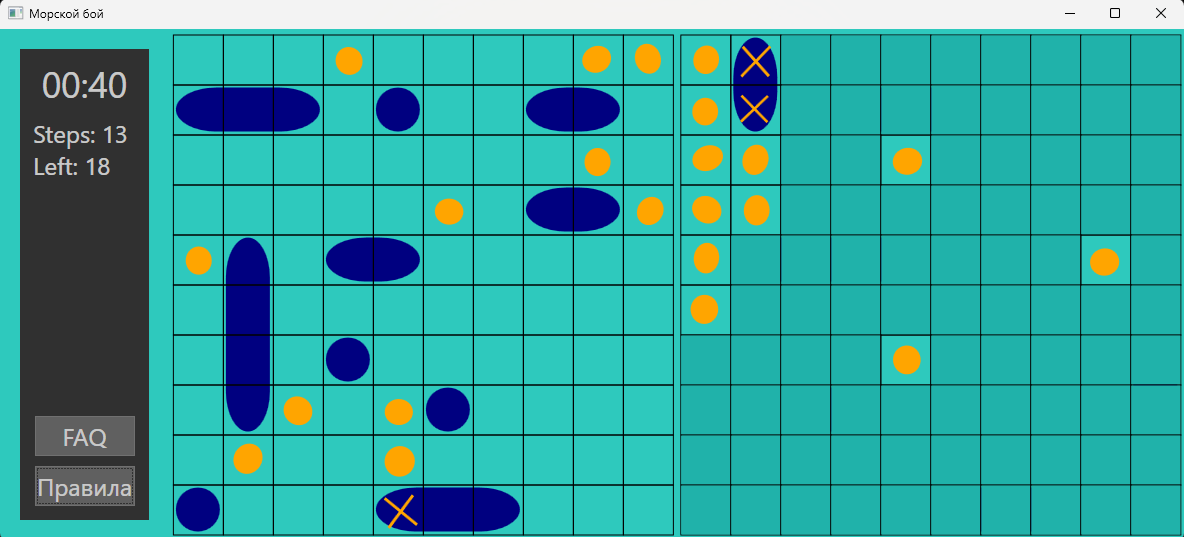 Морской бой
00:40
Steps: 13
Left: 18
FAQ
Правила